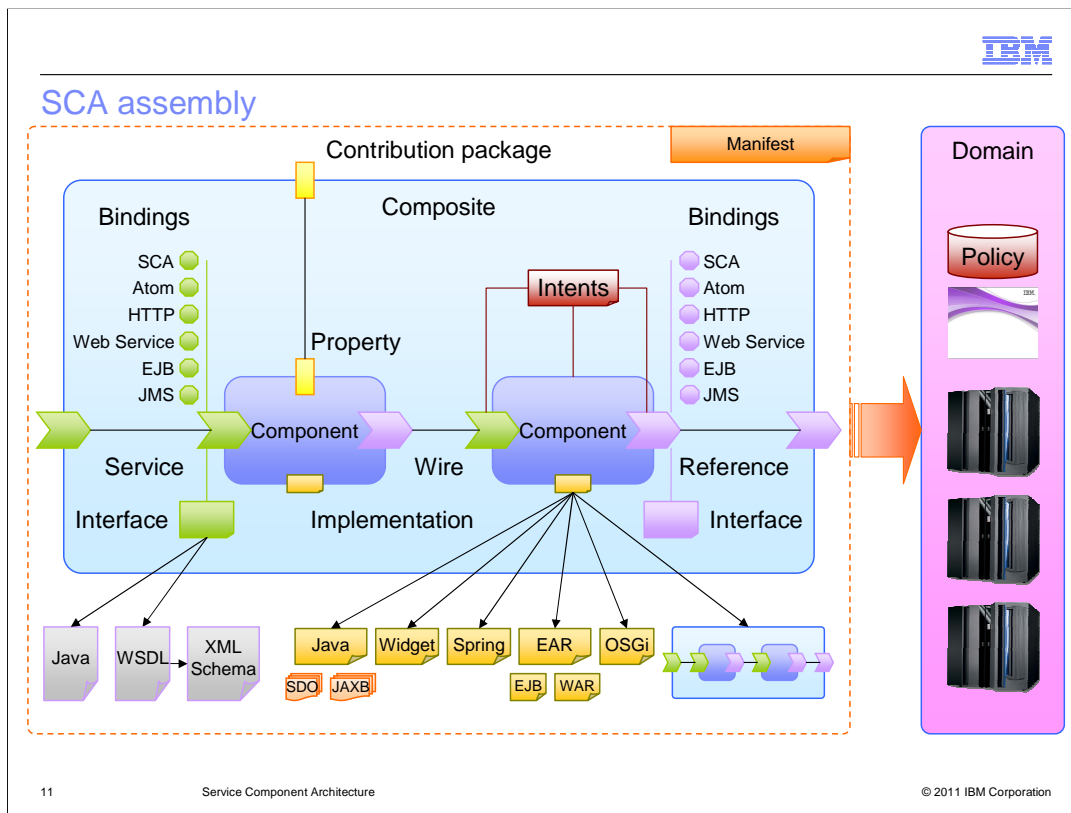 IBM
SCA assembly
Contribution package
Manifest
Domain
Composite
Bindings
SCA
Atom
HTTP
Web Service
EJB
JMS
Property
Intents
Bindings
SCA
Atom
HTTP
Web Service
EJB
JMS
Policy
IBM
Component
Component
Service
Wire
Reference
Interface
Implementation
Interface
Java
WSDL
XML
Schema
Java
Widget
Spring
EAR
OSGi
SDO
JAXB
EJB
WAR
11
Service Component Architecture
© 2011 IBM Corporation